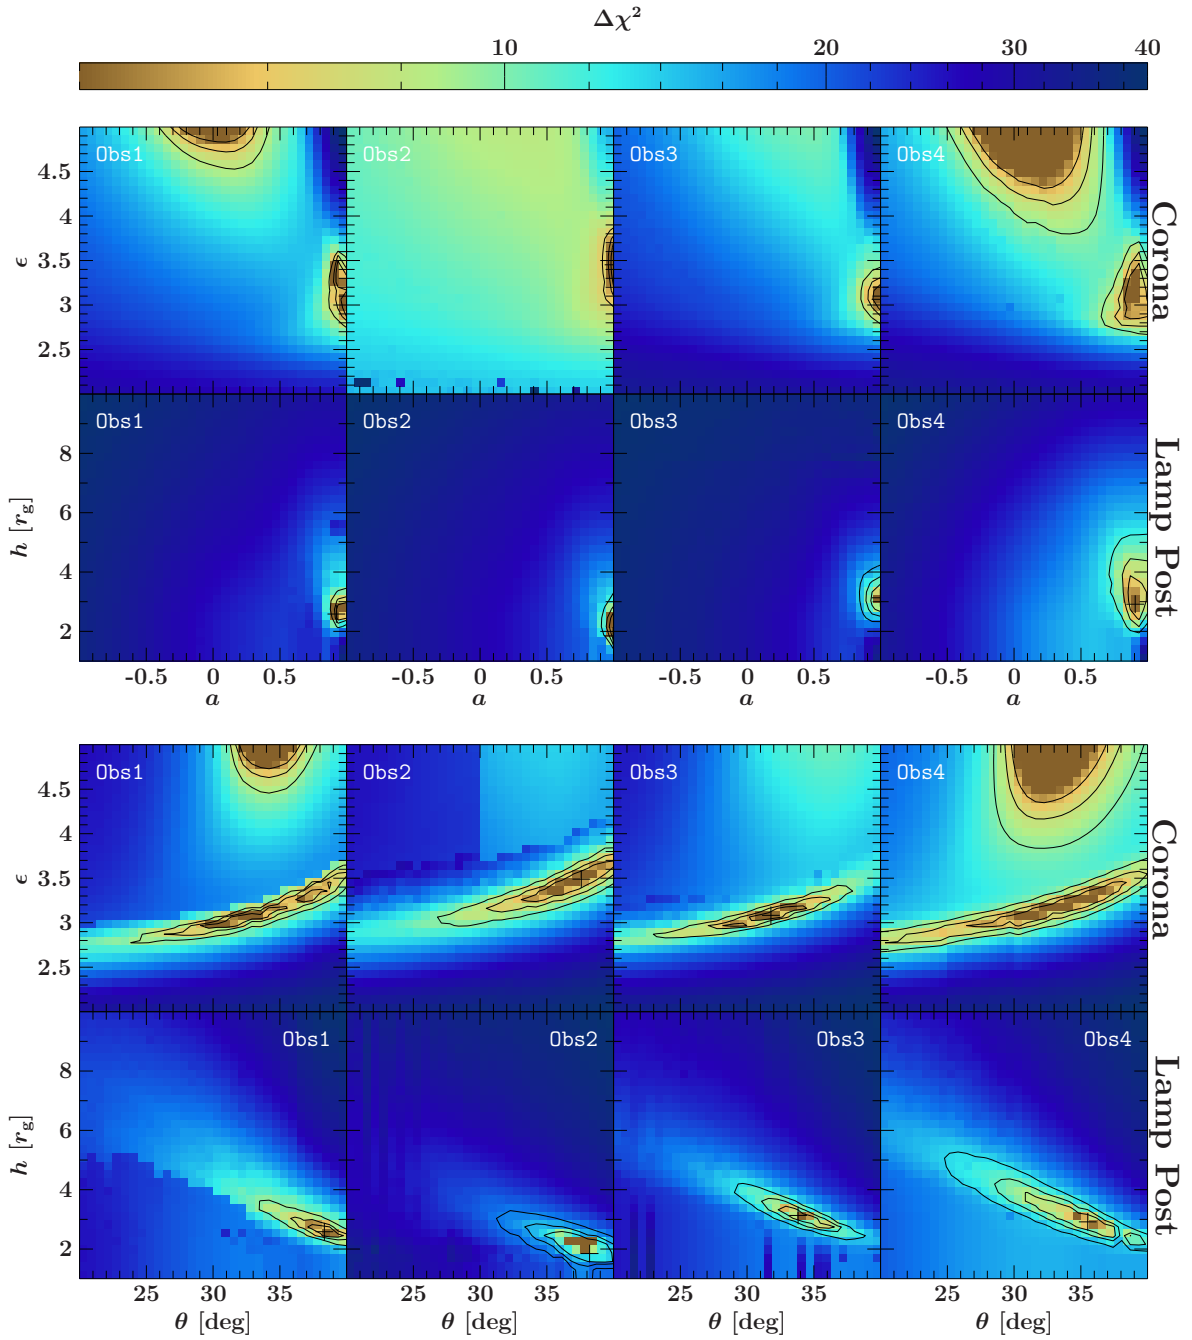 Δχ²
10 20 30 40
Obs1 Obs2 Obs3 Obs4
4.5
4
3.5
3
2.5
ϵ
Corona
Obs1 Obs2 Obs3 Obs4
8
6
4
2
h [r_g]
Lamp Post
-0.5 0 0.5 -0.5 0 0.5 -0.5 0 0.5 -0.5 0 0.5
a a a a
Obs1 Obs2 Obs3 Obs4
4.5
4
3.5
3
2.5
ϵ
Corona
Obs1 Obs2 Obs3 Obs4
8
6
4
2
h [r_g]
Lamp Post
25 30 35 25 30 35 25 30 35 25 30 35
θ [deg] θ [deg] θ [deg] θ [deg]